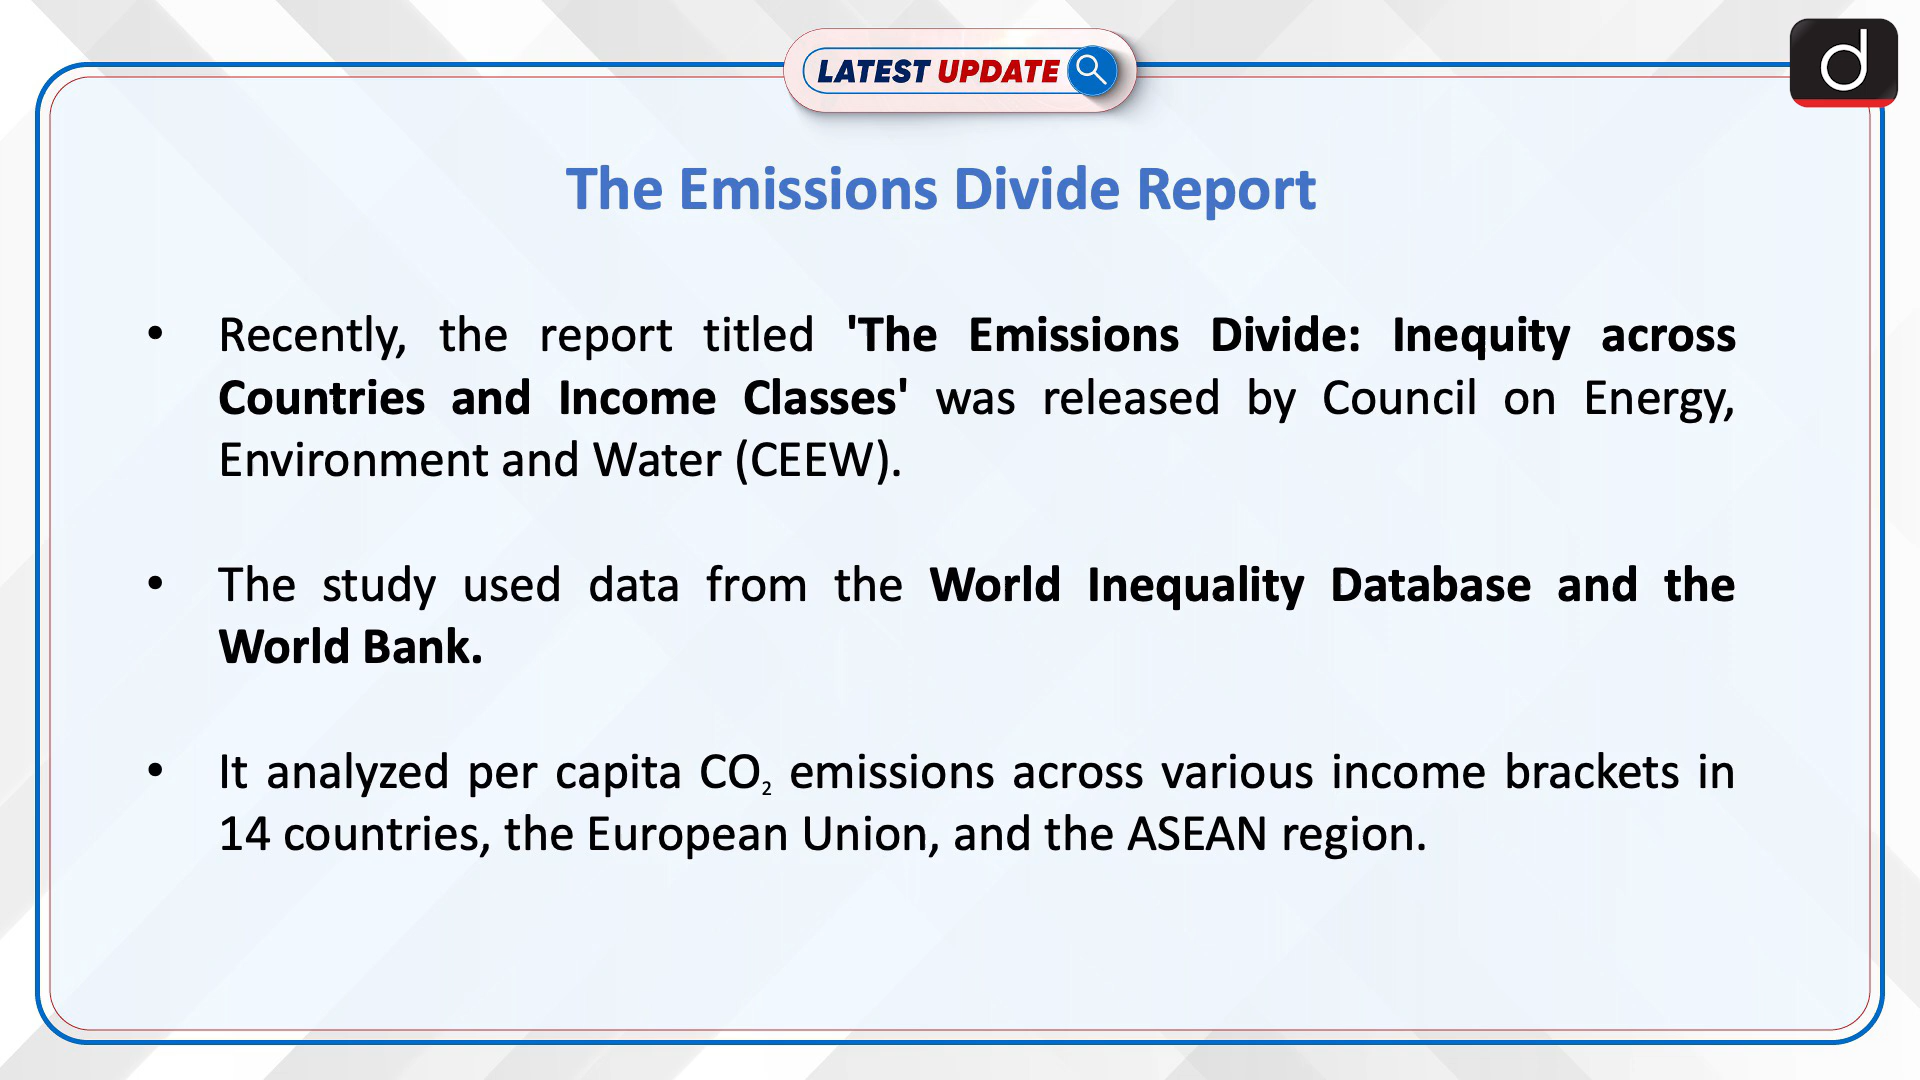 LATEST UPDATE
d
The Emissions Divide Report
• Recently, the report titled 'The Emissions Divide: Inequity across
Countries and Income Classes' was released by Council on Energy,
Environment and Water (CEEW).
• The study used data from the World Inequality Database and the
World Bank.
• It analyzed per capita CO₂ emissions across various income brackets in
14 countries, the European Union, and the ASEAN region.